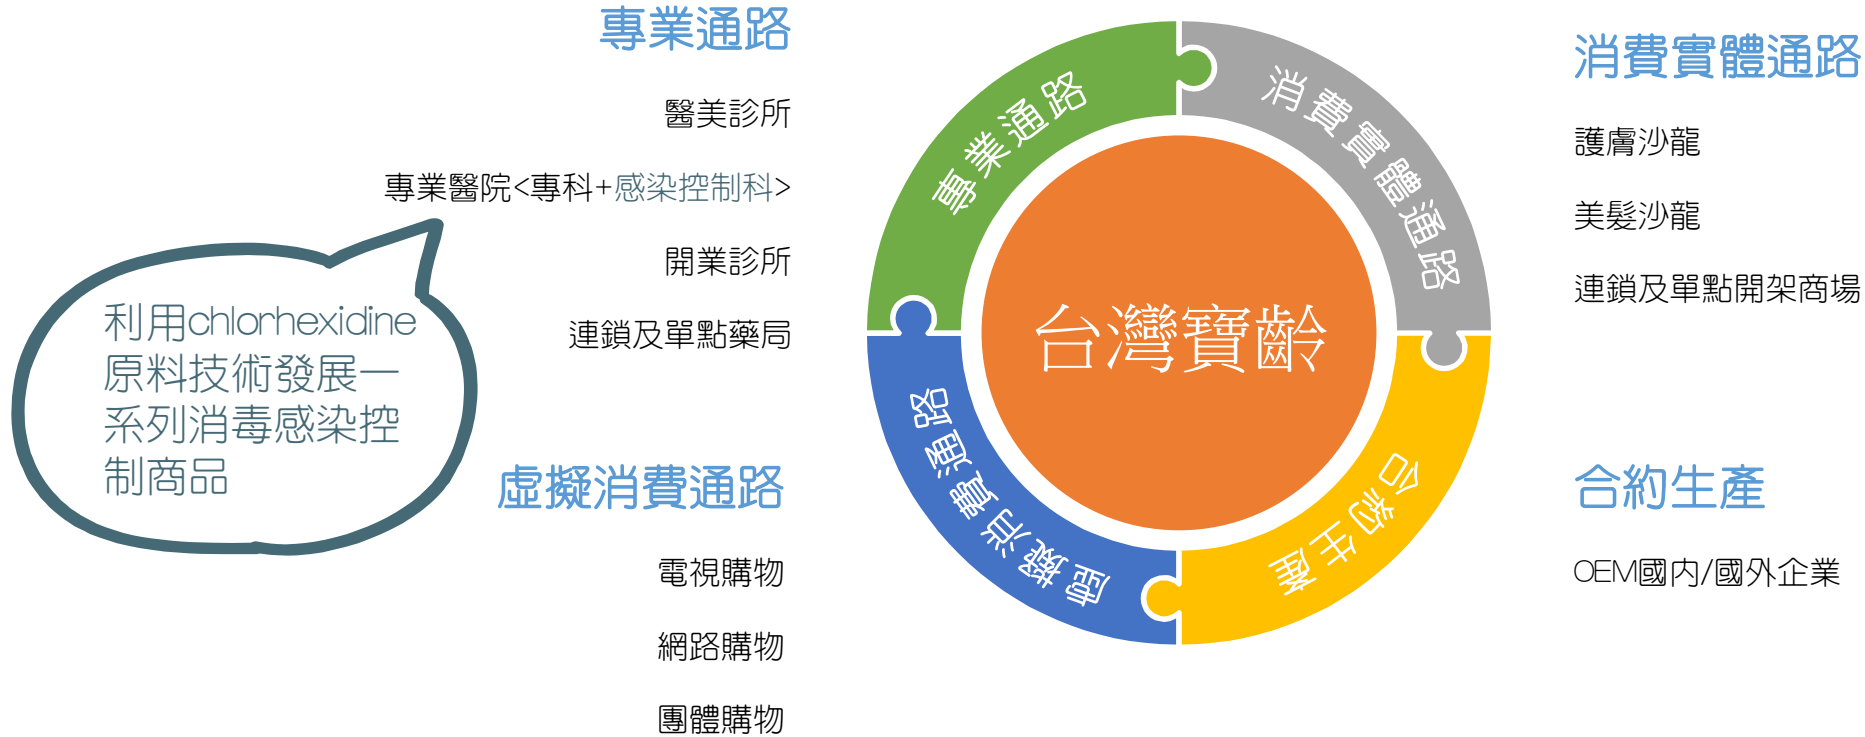 專業通路
醫美診所
專業醫院<專科+感染控制科>
開業診所
連鎖及單點藥局
利用chlorhexidine
原料技術發展一
系列消毒感染控
制商品
虛擬消費通路
電視購物
網路購物
團體購物
專業通路
消費實體通路
台灣寶齡
虛擬消費通路
合約生產
消費實體通路
護膚沙龍
美髮沙龍
連鎖及單點開架商場
合約生產
OEM國內/國外企業